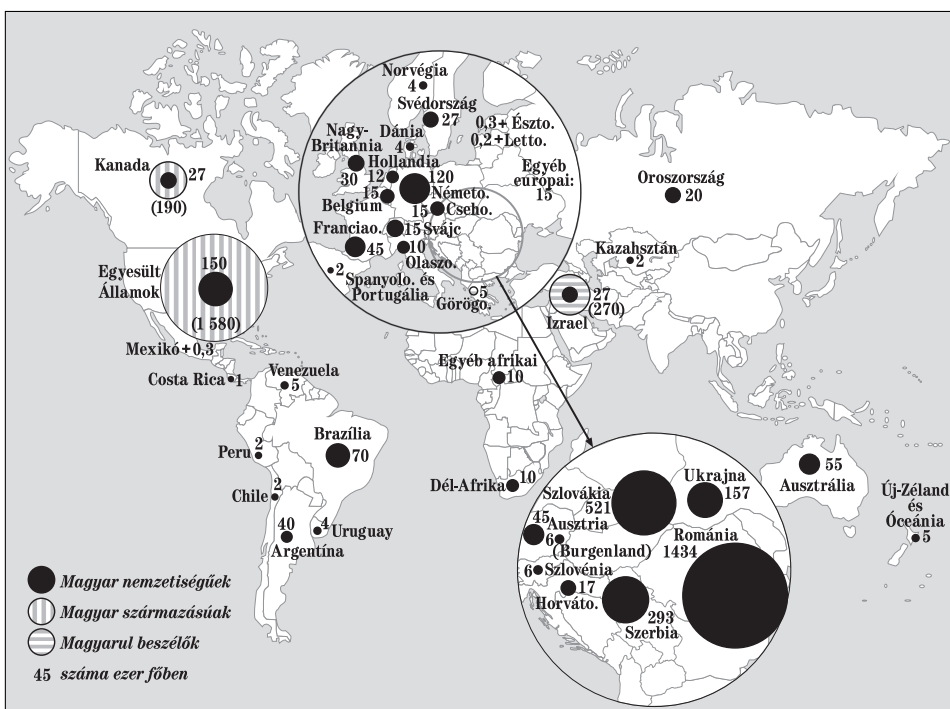 Norvégia
4
Svédország
27
0,3+ Észto.
0,2+Letto.
Nagy-
Britannia
30
Dánia
4
Hollandia
12
120
Németo.
Egyéb
európai:
15
15
Belgium
15
Cseho.
Franciao.
45
15 Svájc
10
Olaszo.
2
Spanyolo. és
Portugália
5
Görögo.
Kanada
27
(190)
Egyesült
Államok
150
(1 580)
Mexikó+0,3
Costa Rica
1
Venezuela
5
Peru
2
Brazília
70
Chile
2
40
Argentína
4
Uruguay
Oroszország
20
Kazahsztán
2
27
(270)
Izrael
Egyéb afrikai
10
Dél-Afrika
10
55
Ausztrália
Új-Zéland
és
Óceánia
5
Szlovákia
521
Ukrajna
157
45
Ausztria
6
(Burgenland)
Románia
1434
6
Szlovénia
17
Horváto.
293
Szerbia
Magyar nemzetiségűek
Magyar származásúak
Magyarul beszélők
45 száma ezer főben